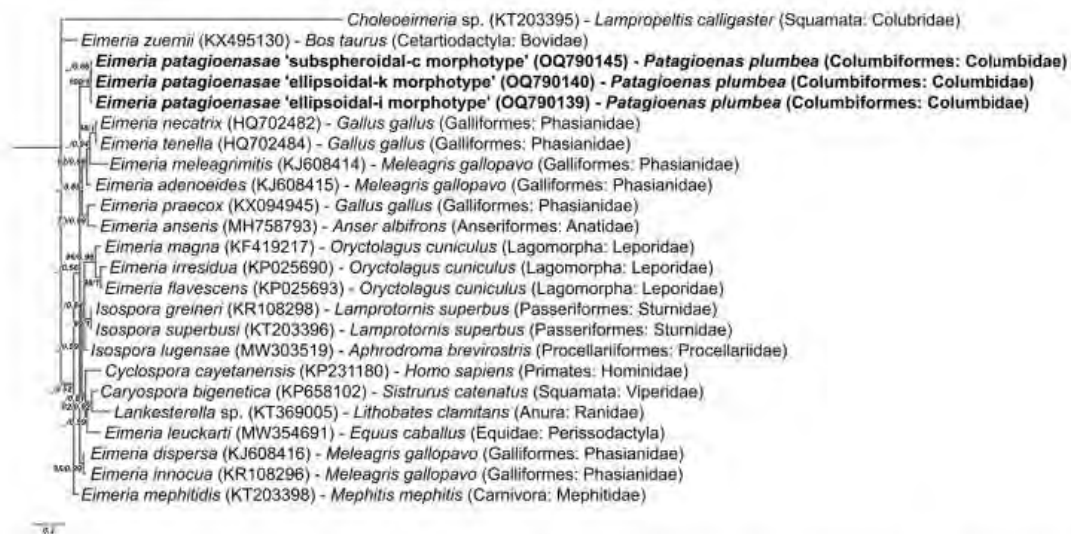 Choleoeimeria sp. (KT203395) - Lampropeltis calligaster (Squamata: Colubridae)
Eimeria zuernii (KX495130) - Bos taurus (Cetartiodactyla: Bovidae)
Eimeria patagioenasae 'subspheroidal-c morphotype' (OQ790145) - Patagioenas plumbea (Columbiformes: Columbidae)
Eimeria patagioenasae 'ellipsoidal-k morphotype' (OQ790140) - Patagioenas plumbea (Columbiformes: Columbidae)
Eimeria patagioenasae 'ellipsoidal-i morphotype' (OQ790139) - Patagioenas plumbea (Columbiformes: Columbidae)
Eimeria necatrix (HQ702482) - Gallus gallus (Galliformes: Phasianidae)
Eimeria tenella (HQ702484) - Gallus gallus (Galliformes: Phasianidae)
Eimeria meleagrimitis (KJ608414) - Meleagris gallopavo (Galliformes: Phasianidae)
Eimeria adenoeides (KJ608415) - Meleagris gallopavo (Galliformes: Phasianidae)
Eimeria praecox (KX094945) - Gallus gallus (Galliformes: Phasianidae)
Eimeria anseris (MH758793) - Anser albifrons (Anseriformes: Anatidae)
Eimeria magna (KF419217) - Oryctolagus cuniculus (Lagomorpha: Leporidae)
Eimeria irresidua (KP025690) - Oryctolagus cuniculus (Lagomorpha: Leporidae)
Eimeria flavescens (KP025693) - Oryctolagus cuniculus (Lagomorpha: Leporidae)
Isospora greineri (KR108298) - Lamprotornis superbus (Passeriformes: Sturnidae)
Isospora superbusi (KT203396) - Lamprotornis superbus (Passeriformes: Sturnidae)
Isospora lugensae (MW303519) - Aphrodroma brevirostris (Procellariiformes: Procellariidae)
Cyclospora cayetanensis (KP231180) - Homo sapiens (Primates: Hominidae)
Caryospora bigenetica (KP658102) - Sistrurus catenatus (Squamata: Viperidae)
Lankesterella sp. (KT369005) - Lithobates clamitans (Anura: Ranidae)
Eimeria leuckarti (MW354691) - Equus caballus (Equidae: Perissodactyla)
Eimeria dispersa (KJ608416) - Meleagris gallopavo (Galliformes: Phasianidae)
Eimeria innocua (KR108296) - Meleagris gallopavo (Galliformes: Phasianidae)
Eimeria mephitidis (KT203398) - Mephitis mephitis (Carnivora: Mephitidae)